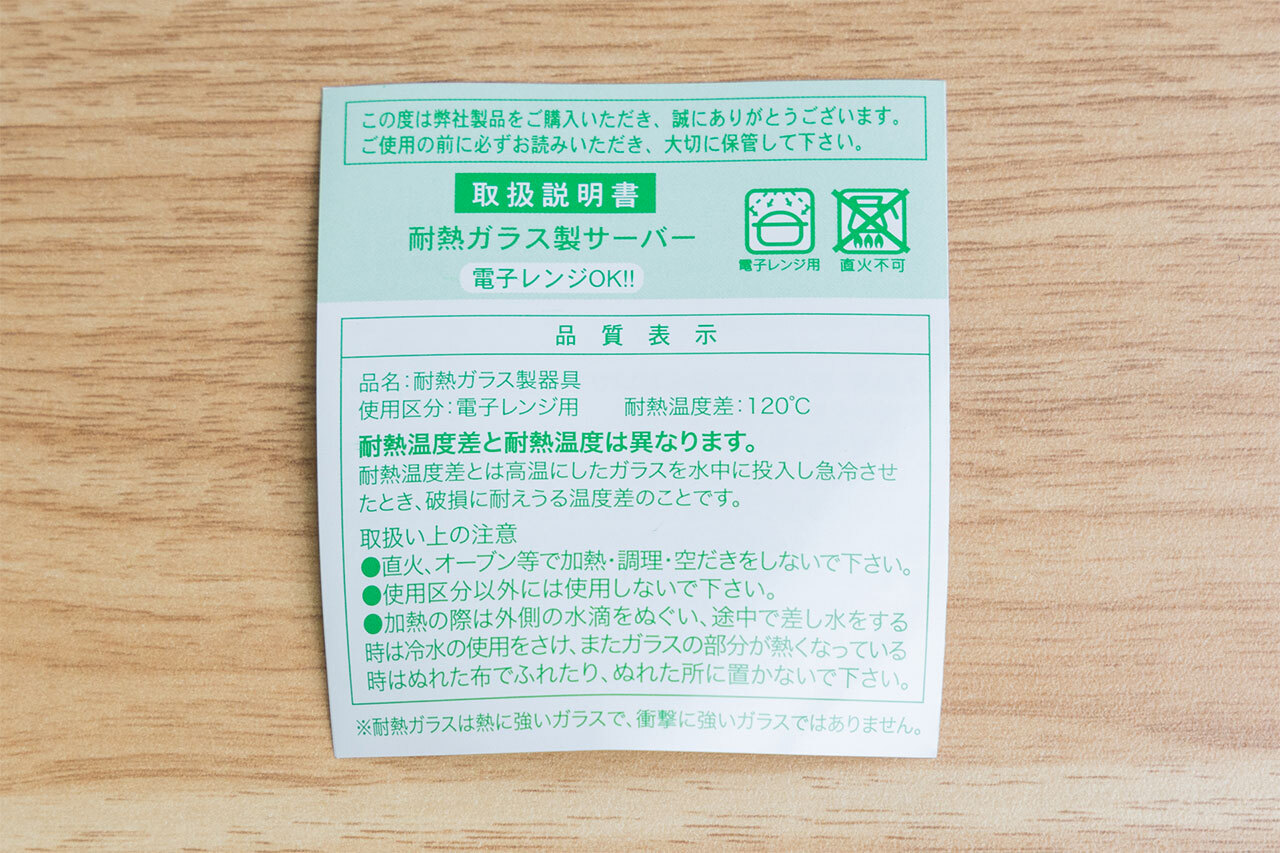 この度は弊社製品をご購入いただき、誠にありがとうございます。
ご使用の前に必ずお読みいただき、大切に保管して下さい。
取扱説明書
耐熱ガラス製サーバー
電子レンジOK!!
電子レンジ用
直火不可
品質表示
品名：耐熱ガラス製器具
使用区分：電子レンジ用　耐熱温度差：120℃
耐熱温度差と耐熱温度は異なります。
耐熱温度差とは高温にしたガラスを水中に投入し急冷させ
たとき、破損に耐えうる温度差のことです。
取扱い上の注意
●直火、オーブン等で加熱・調理・空だきをしないで下さい。
●使用区分以外には使用しないで下さい。
●加熱の際は外側の水滴をぬぐい、途中で差し水をする
時は冷水の使用をさけ、またガラスの部分が熱くなっている
時はぬれた布でふれたり、ぬれた所に置かないで下さい。
※耐熱ガラスは熱に強いガラスで、衝撃に強いガラスではありません。